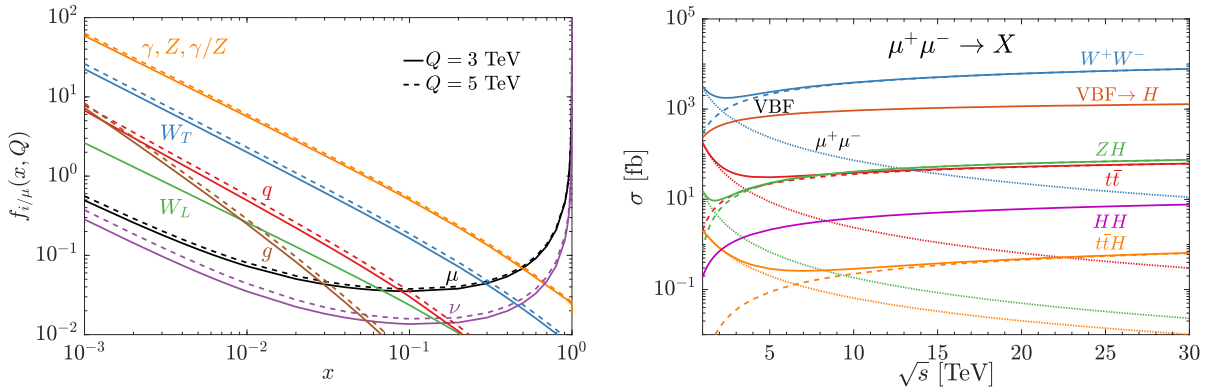 γ, Z, γ/Z
Q = 3 TeV
Q = 5 TeV
W_T
q
W_L
g
μ
ν
10^2
10^1
10^0
10^{-1}
10^{-2}
f_{i/μ}(x, Q)
10^{-3} 10^{-2} 10^{-1} 10^0
x
μ^+μ^- → X
W^+W^-
VBF
VBF→ H
μ^+μ^-
ZH
tt̄
HH
tt̄H
10^5
10^3
10^1
10^{-1}
σ [fb]
5 10 15 20 25 30
√s [TeV]